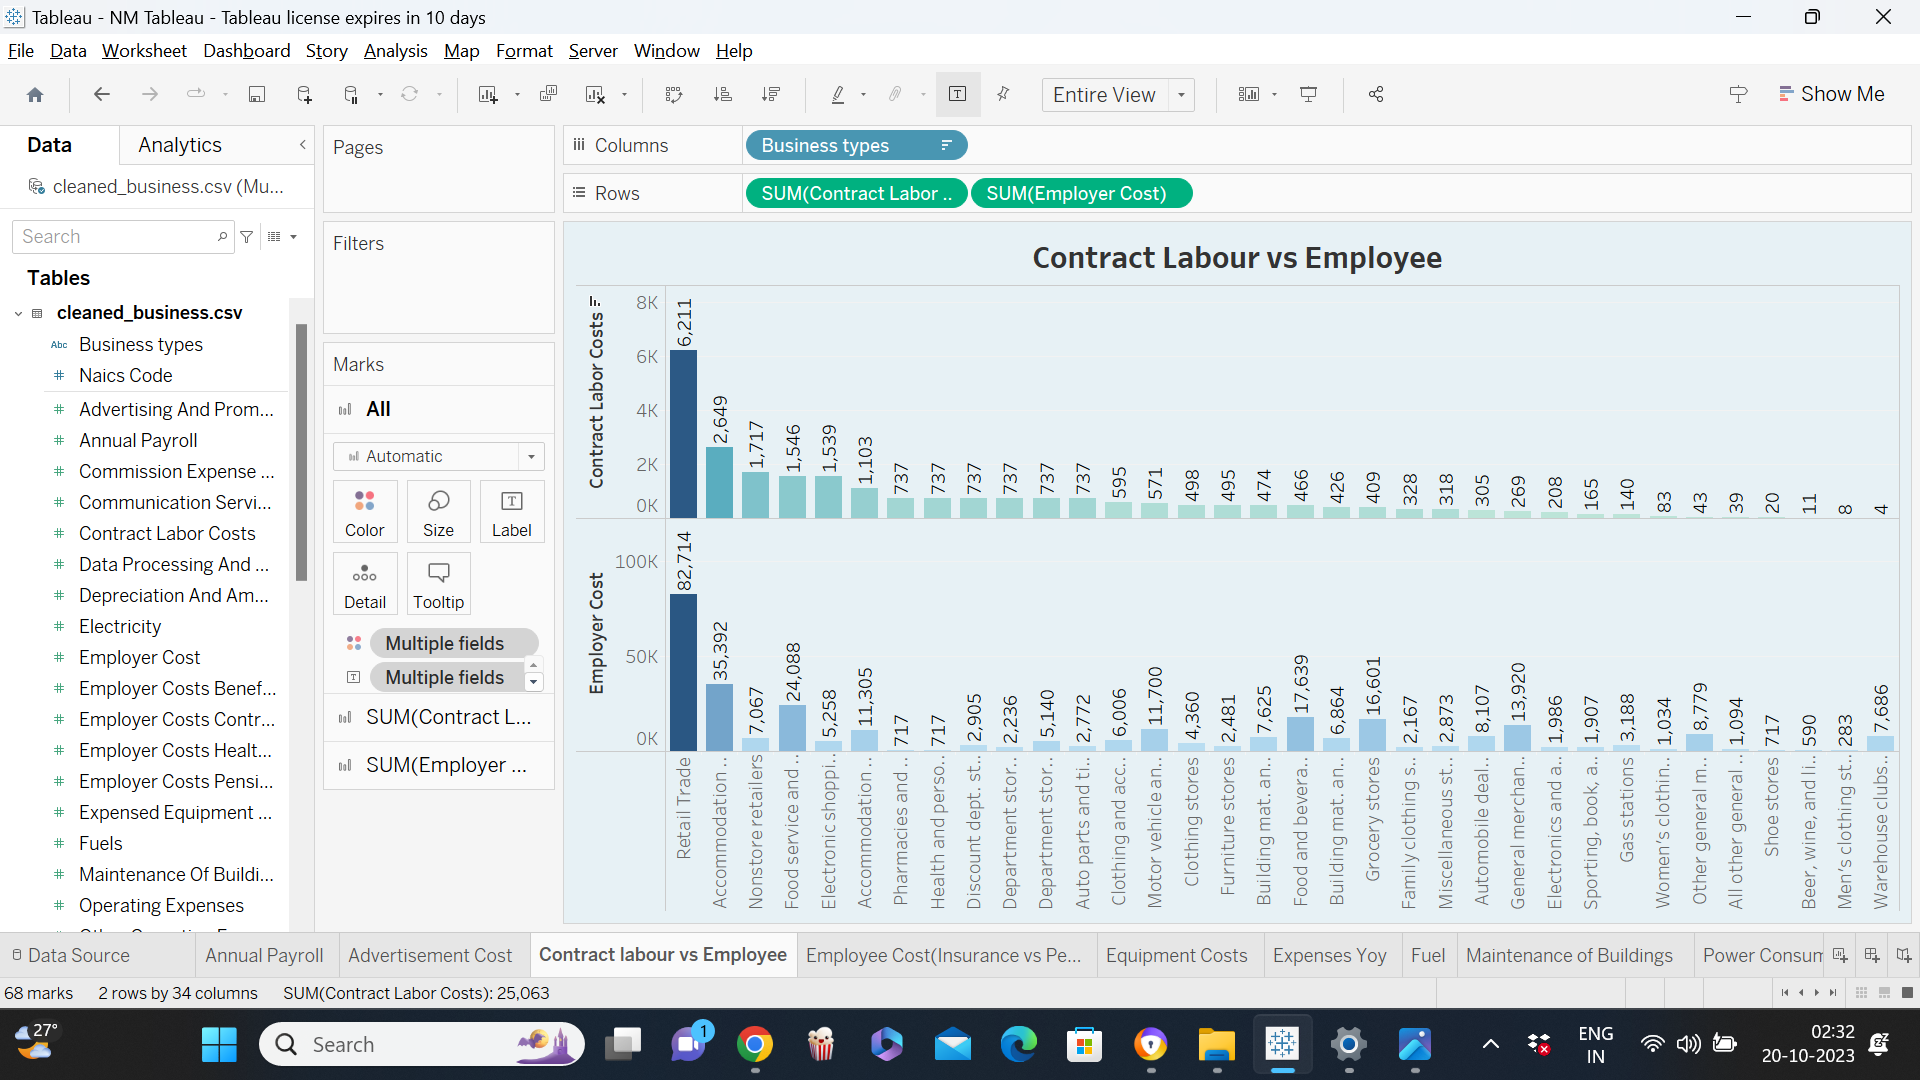 Tableau - NM Tableau - Tableau license expires in 10 days
File Data Worksheet Dashboard Story Analysis Map Format Server Window Help
Entire View
Show Me
Data
Analytics
cleaned_business.csv (Mu...
Search
Tables
cleaned_business.csv
Abc Business types
# Naics Code
# Advertising And Prom...
# Annual Payroll
# Commission Expense ...
# Communication Servi...
# Contract Labor Costs
# Data Processing And ...
# Depreciation And Am...
# Electricity
# Employer Cost
# Employer Costs Benef...
# Employer Costs Contr...
# Employer Costs Healt...
# Employer Costs Pensi...
# Expensed Equipment ...
# Fuels
# Maintenance Of Buildi...
# Operating Expenses
Pages
Filters
Marks
All
Automatic
Color
Size
Label
Detail
Tooltip
Multiple fields
Multiple fields
SUM(Contract L...
SUM(Employer ...
Columns
Business types
Rows
SUM(Contract Labor ..
SUM(Employer Cost)
Contract Labour vs Employee
Contract Labor Costs
8K
6K
4K
2K
0K
6,211
2,649
1,717
1,546
1,539
1,103
737
737
737
737
737
737
595
571
498
495
474
466
426
409
328
318
305
269
208
165
140
83
43
39
20
11
8
4
Employer Cost
100K
50K
0K
82,714
35,392
7,067
24,088
5,258
11,305
717
717
2,905
2,236
5,140
2,772
6,006
11,700
4,360
2,481
7,625
17,639
6,864
16,601
2,167
2,873
8,107
13,920
1,986
1,907
3,188
1,034
8,779
1,094
717
590
283
7,686
Retail Trade
Accommodation ..
Nonstore retailers
Food service and ..
Electronic shoppi..
Accommodation ..
Pharmacies and ..
Health and perso..
Discount dept. st..
Department stor..
Department stor..
Auto parts and ti..
Clothing and acc..
Motor vehicle an..
Clothing stores
Furniture stores
Building mat. an..
Food and bevera..
Building mat. an..
Grocery stores
Family clothing s..
Miscellaneous st..
Automobile deal..
General merchan..
Electronics and a..
Sporting, book, a..
Gas stations
Women's clothin..
Other general m..
All other general ..
Shoe stores
Beer, wine, and li..
Men's clothing st..
Warehouse clubs..
Data Source
Annual Payroll
Advertisement Cost
Contract labour vs Employee
Employee Cost(Insurance vs Pe...
Equipment Costs
Expenses Yoy
Fuel
Maintenance of Buildings
Power Consum
68 marks
2 rows by 34 columns
SUM(Contract Labor Costs): 25,063
27°
Search
1
ENG
IN
02:32
20-10-2023